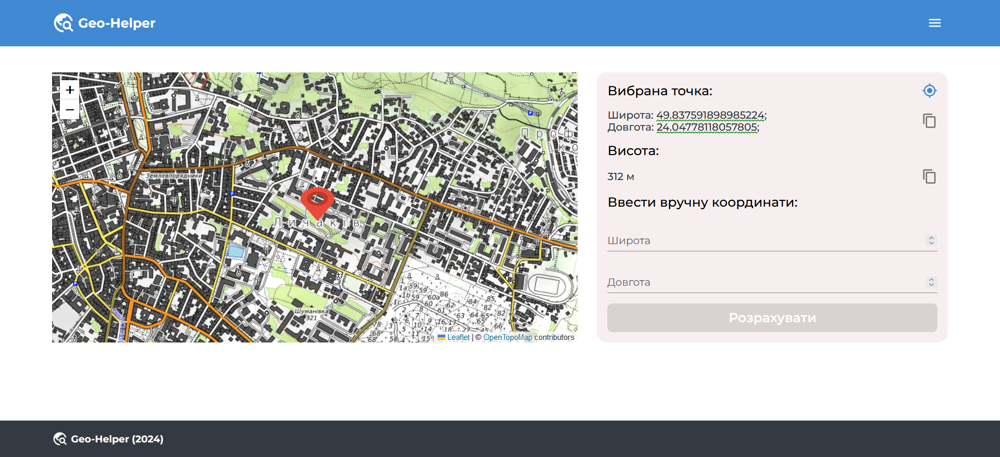 Geo-Helper
+
−
Землевпорядники
Личаків
Шуманівка
321
Leaflet | © OpenTopoMap contributors
Вибрана точка:
Широта: 49.837591898985224;
Довгота: 24.04778118057805;
Висота:
312 м
Ввести вручну координати:
Широта
Довгота
Розрахувати
Geo-Helper (2024)